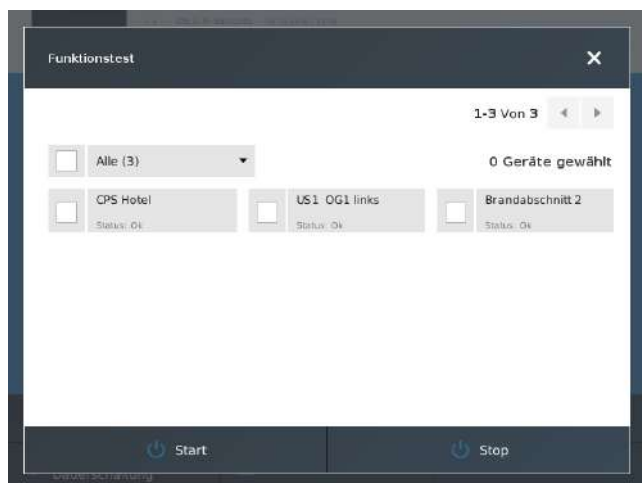 Funktionstest
1-3 Von 3
Alle (3)
0 Geräte gewählt
CPS Hotel
Status: Ok
US1 OG1 links
Status: Ok
Brandabschnitt 2
Status: Ok
Start
Stop
Dauerschaltung